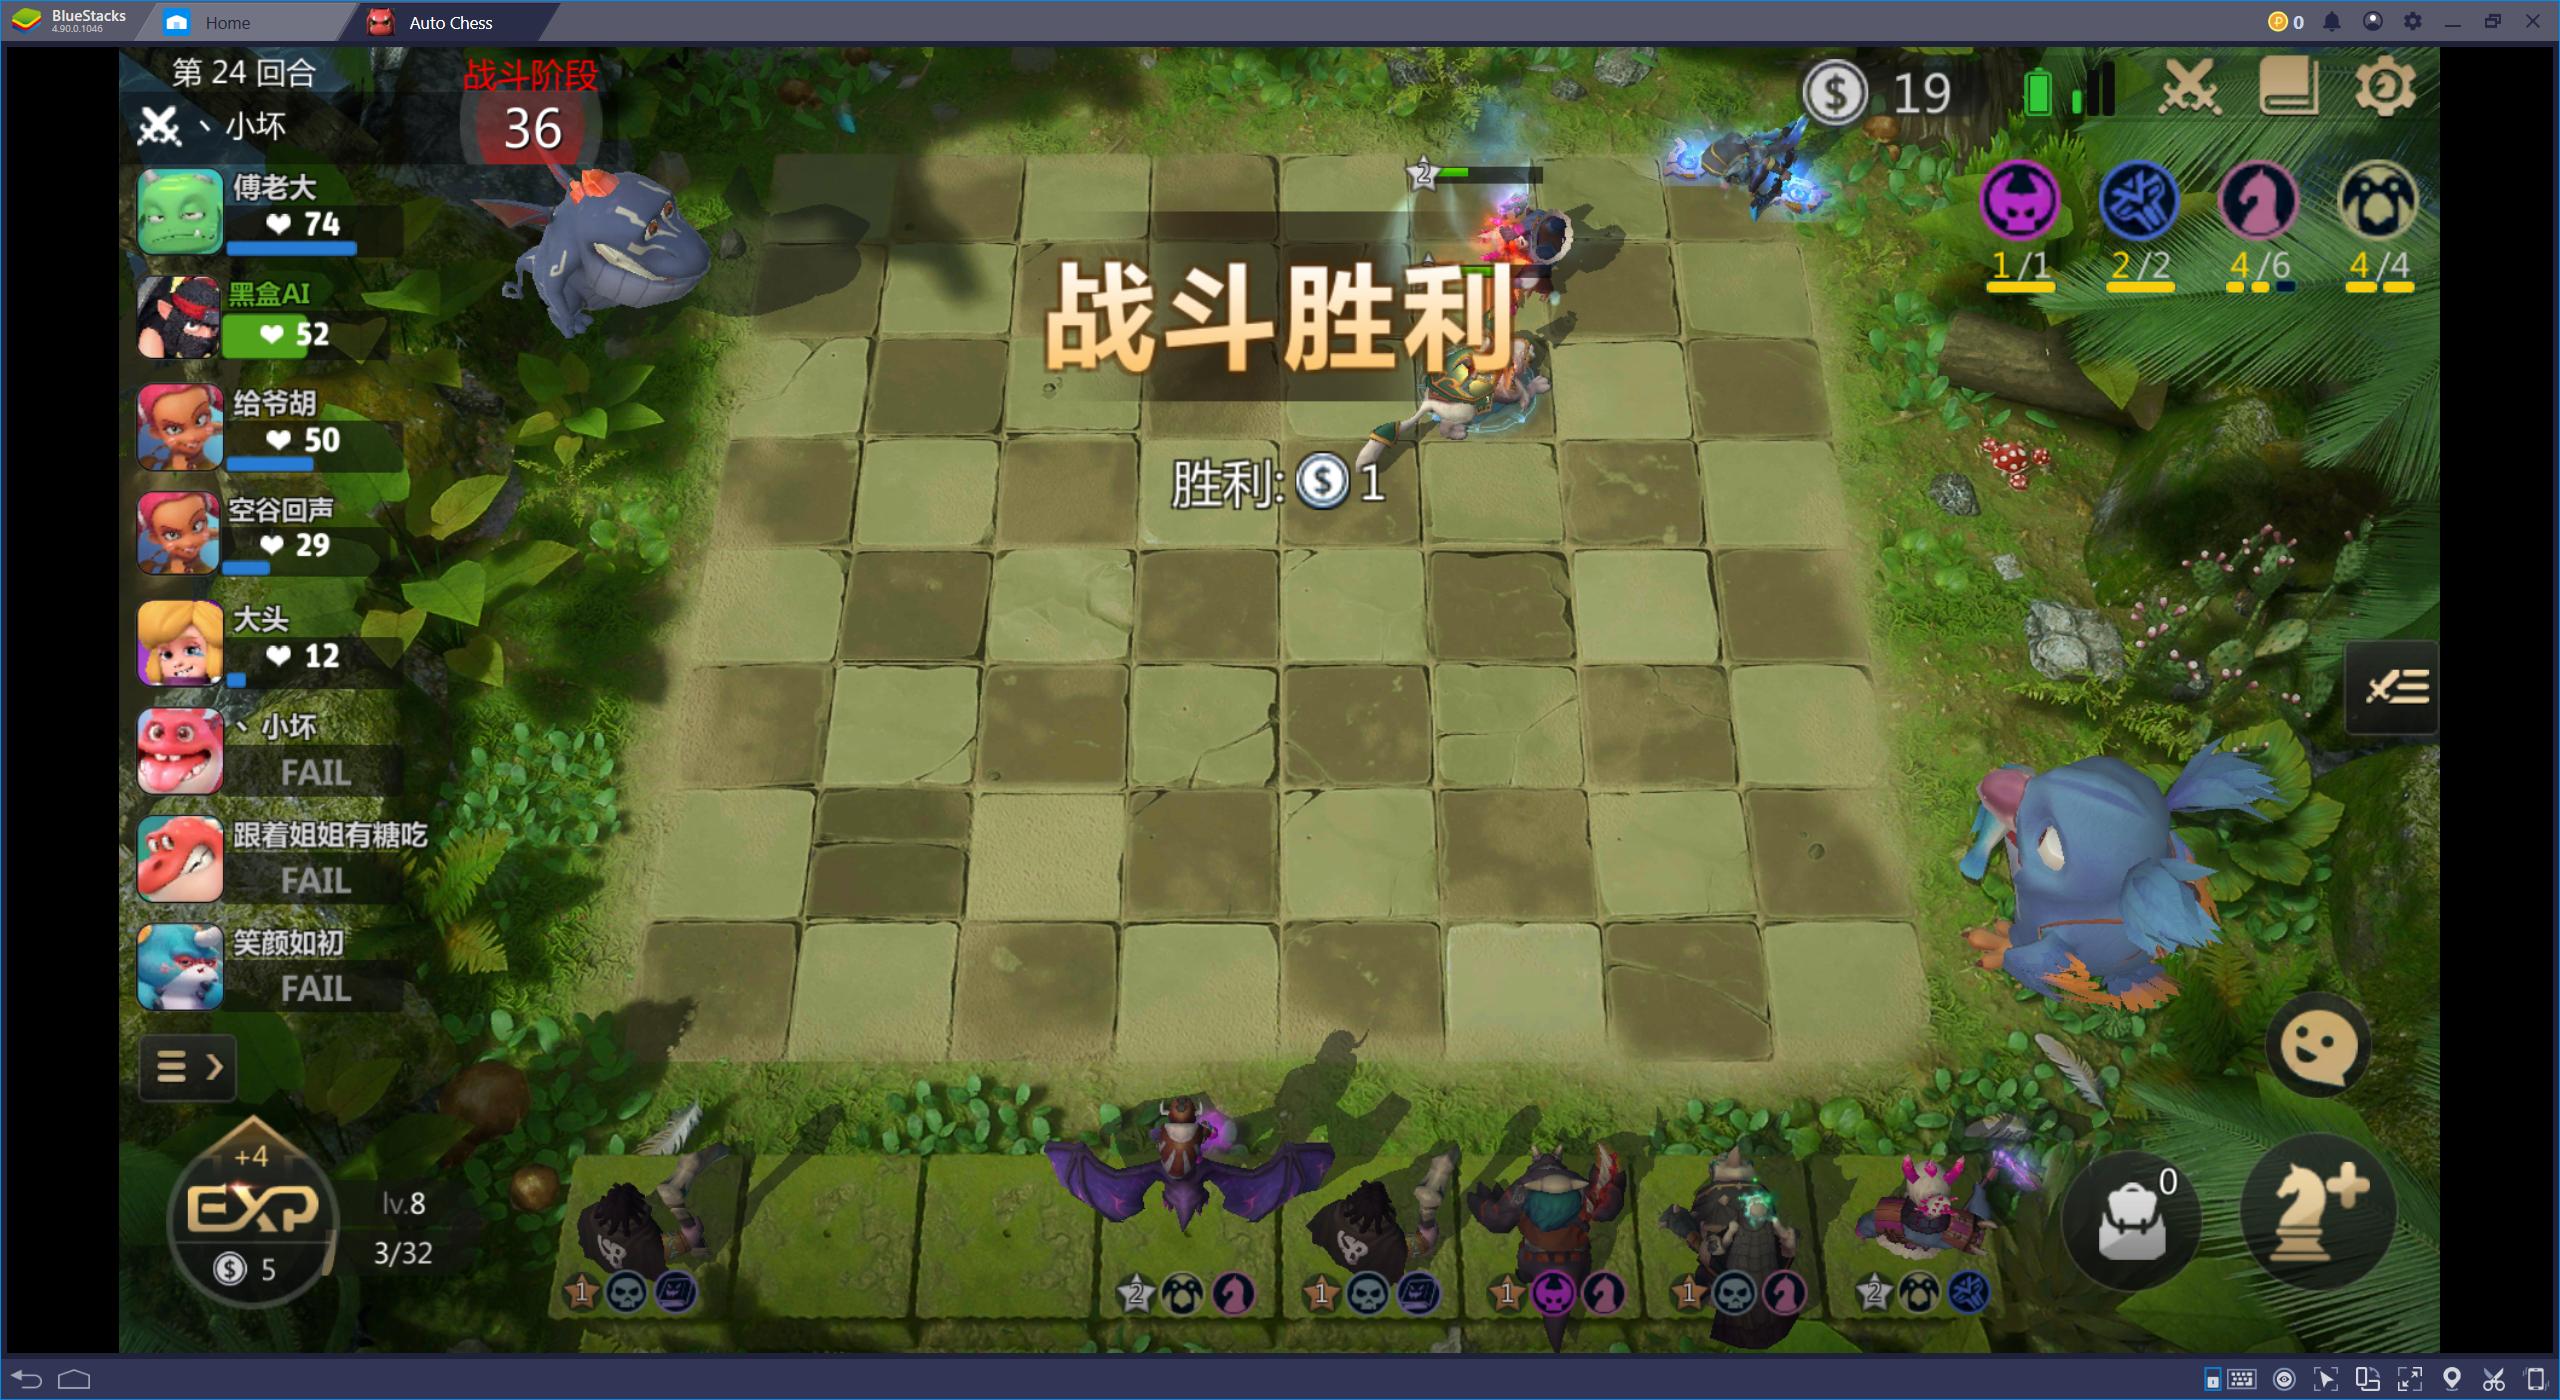 BlueStacks
4.90.0.1046
Home
Auto Chess
0
第 24 回合
战斗阶段
丶小坏
36
19
傅老大
74
黑盒AI
52
给爷胡
50
空谷回声
29
大头
12
丶小坏
FAIL
跟着姐姐有糖吃
FAIL
笑颜如初
FAIL
1/1
2/2
4/6
4/4
2
战斗胜利
胜利: $ 1
+4
EXP
$ 5
lv.8
3/32
1
2
1
1
1
2
0